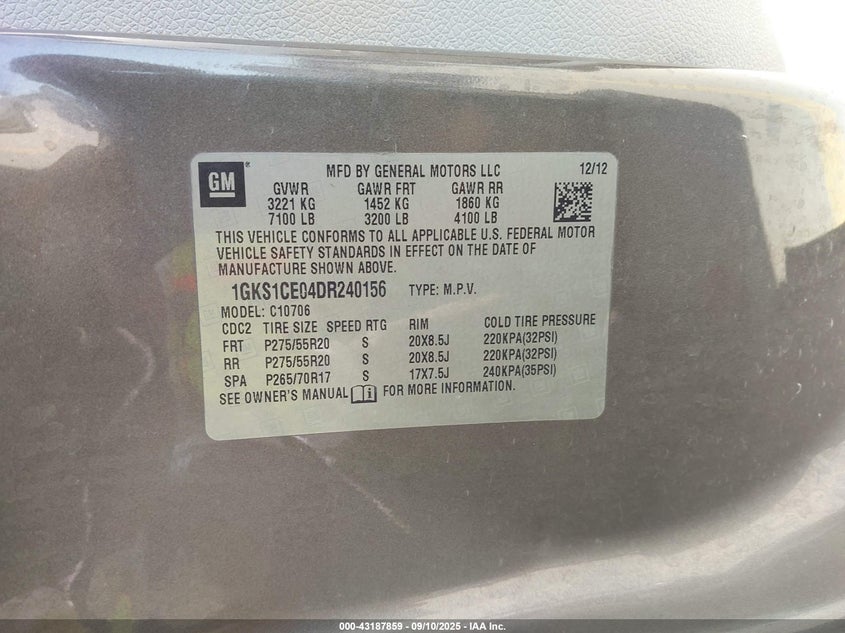 GM ® MFD BY GENERAL MOTORS LLC 12/12
GVWR GAWR FRT GAWR RR
3221 KG 1452 KG 1860 KG
7100 LB 3200 LB 4100 LB
THIS VEHICLE CONFORMS TO ALL APPLICABLE U.S. FEDERAL MOTOR
VEHICLE SAFETY STANDARDS IN EFFECT ON THE DATE OF
MANUFACTURE SHOWN ABOVE.
1GKS1CE04DR240156 TYPE: M.P.V.
MODEL: C10706
CDC2 TIRE SIZE SPEED RTG RIM COLD TIRE PRESSURE
FRT P275/55R20 S 20X8.5J 220KPA(32PSI)
RR P275/55R20 S 20X8.5J 220KPA(32PSI)
SPA P265/70R17 S 17X7.5J 240KPA(35PSI)
SEE OWNER'S MANUAL FOR MORE INFORMATION.
000-43187859 - 09/10/2025 - IAA Inc.